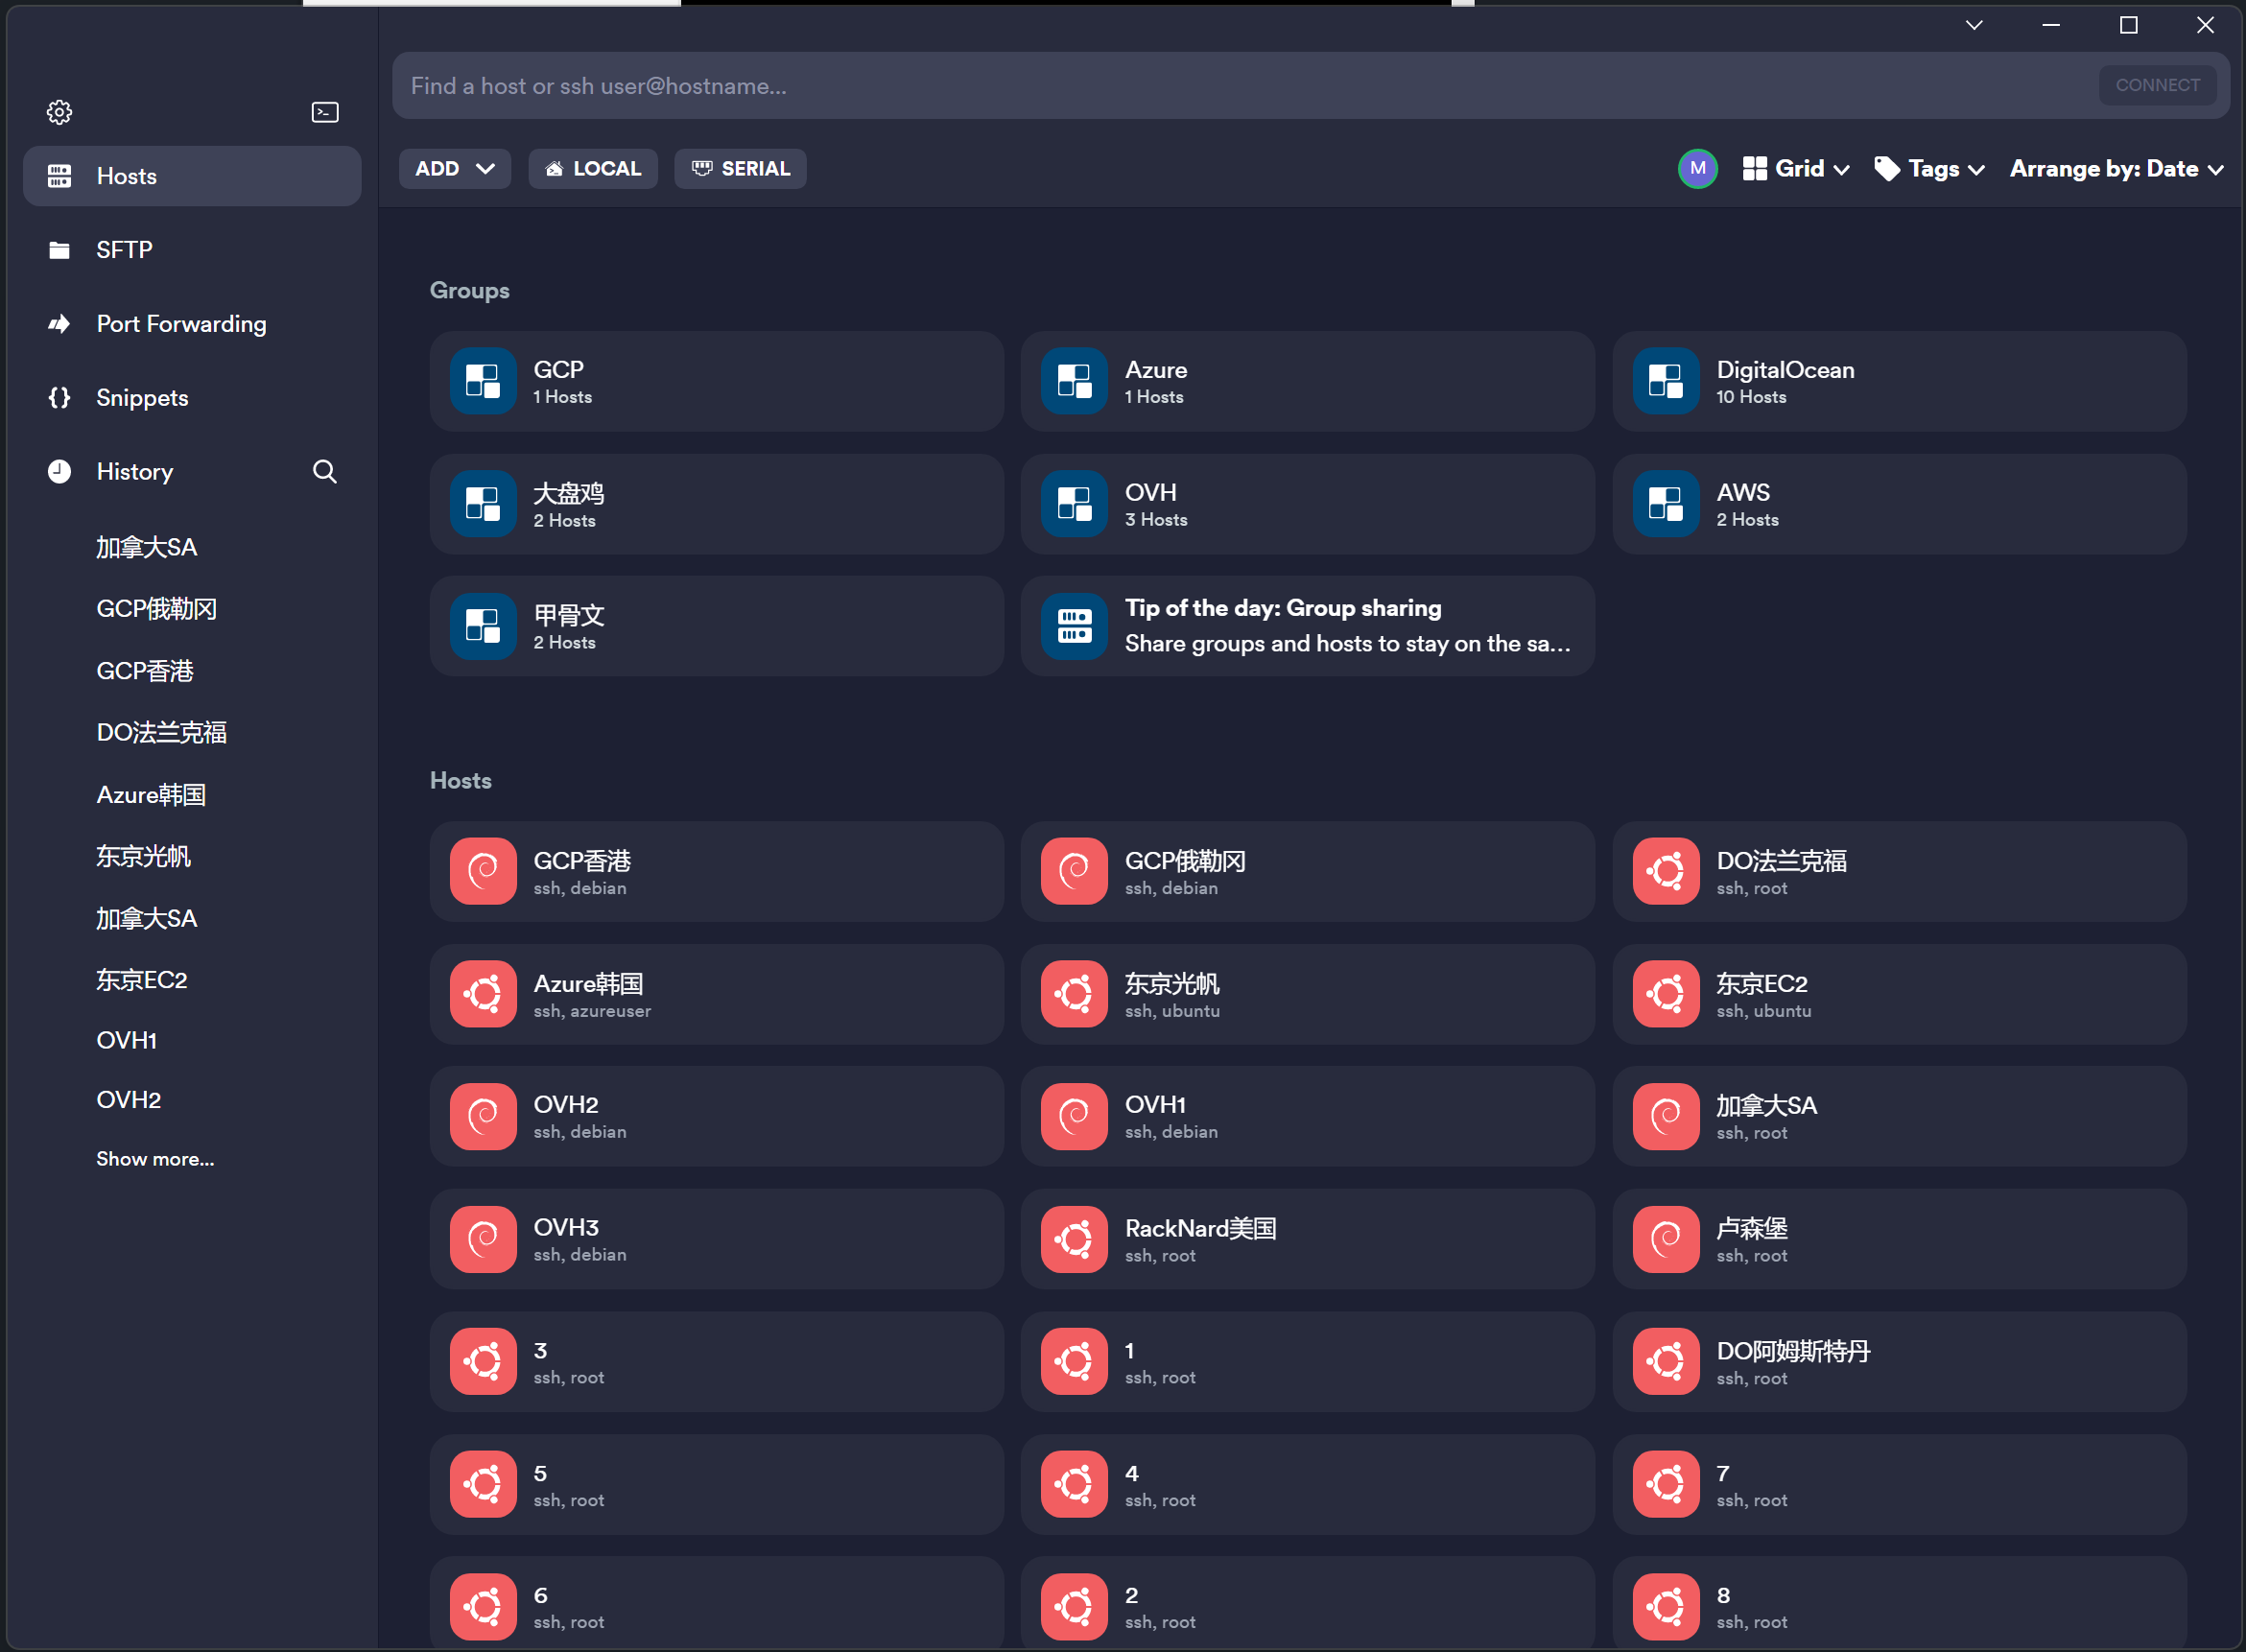 Find a host or ssh user@hostname...
CONNECT
ADD
LOCAL
SERIAL
M
Grid
Tags
Arrange by: Date
Hosts
SFTP
Port Forwarding
Snippets
History
加拿大SA
GCP俄勒冈
GCP香港
DO法兰克福
Azure韩国
东京光帆
加拿大SA
东京EC2
OVH1
OVH2
Show more...
Groups
GCP
1 Hosts
Azure
1 Hosts
DigitalOcean
10 Hosts
大盘鸡
2 Hosts
OVH
3 Hosts
AWS
2 Hosts
甲骨文
2 Hosts
Tip of the day: Group sharing
Share groups and hosts to stay on the sa...
Hosts
GCP香港
ssh, debian
GCP俄勒冈
ssh, debian
DO法兰克福
ssh, root
Azure韩国
ssh, azureuser
东京光帆
ssh, ubuntu
东京EC2
ssh, ubuntu
OVH2
ssh, debian
OVH1
ssh, debian
加拿大SA
ssh, root
OVH3
ssh, debian
RackNard美国
ssh, root
卢森堡
ssh, root
3
ssh, root
1
ssh, root
DO阿姆斯特丹
ssh, root
5
ssh, root
4
ssh, root
7
ssh, root
6
ssh, root
2
ssh, root
8
ssh, root